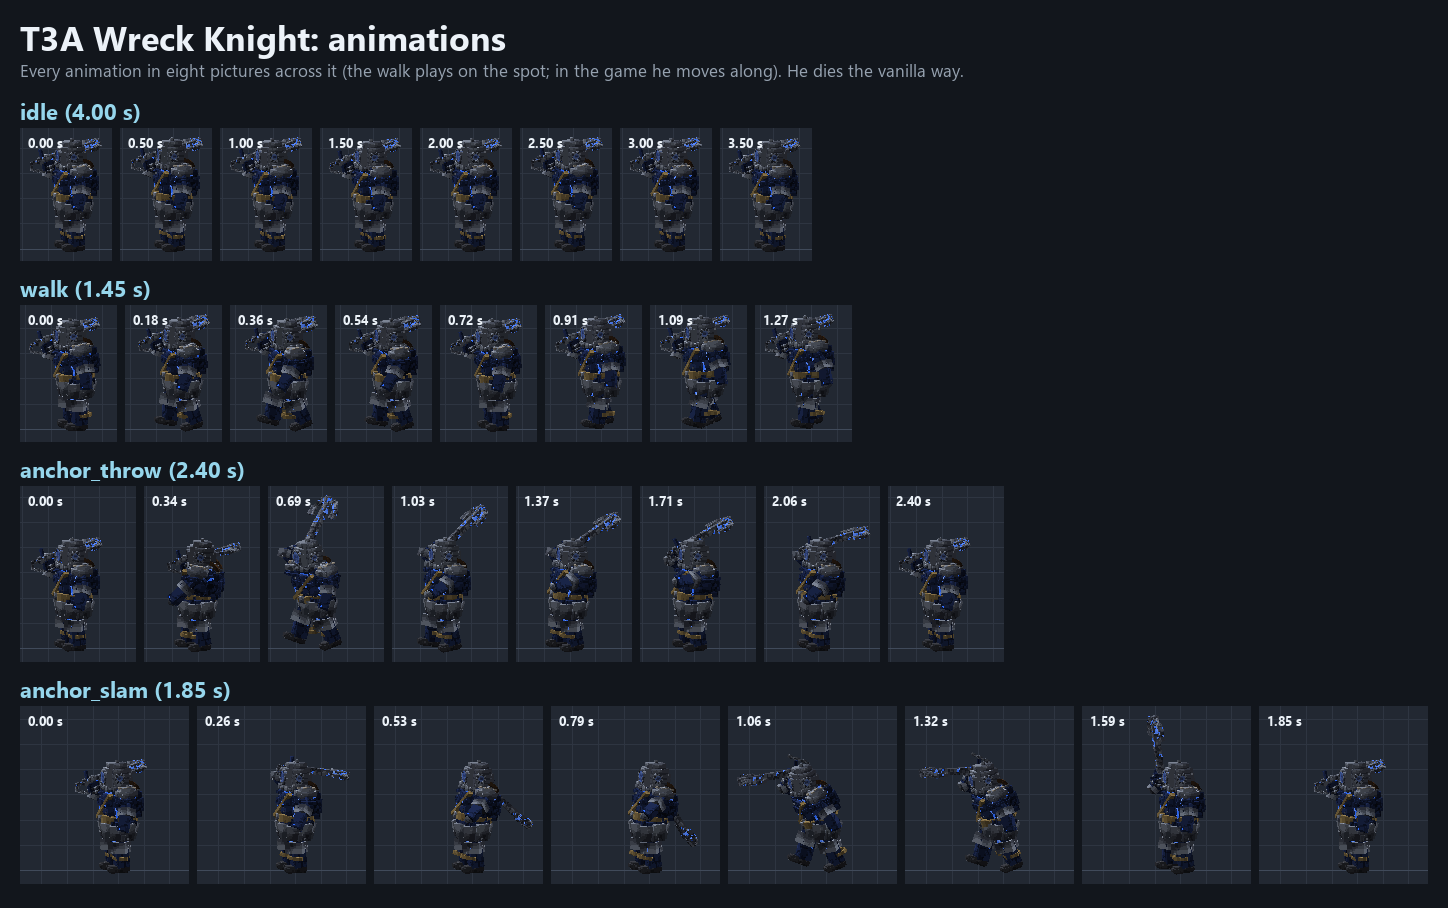 T3A Wreck Knight: animations
Every animation in eight pictures across it (the walk plays on the spot; in the game he moves along). He dies the vanilla way.
idle (4.00 s)
0.00 s 0.50 s 1.00 s 1.50 s 2.00 s 2.50 s 3.00 s 3.50 s
walk (1.45 s)
0.00 s 0.18 s 0.36 s 0.54 s 0.72 s 0.91 s 1.09 s 1.27 s
anchor_throw (2.40 s)
0.00 s 0.34 s 0.69 s 1.03 s 1.37 s 1.71 s 2.06 s 2.40 s
anchor_slam (1.85 s)
0.00 s 0.26 s 0.53 s 0.79 s 1.06 s 1.32 s 1.59 s 1.85 s